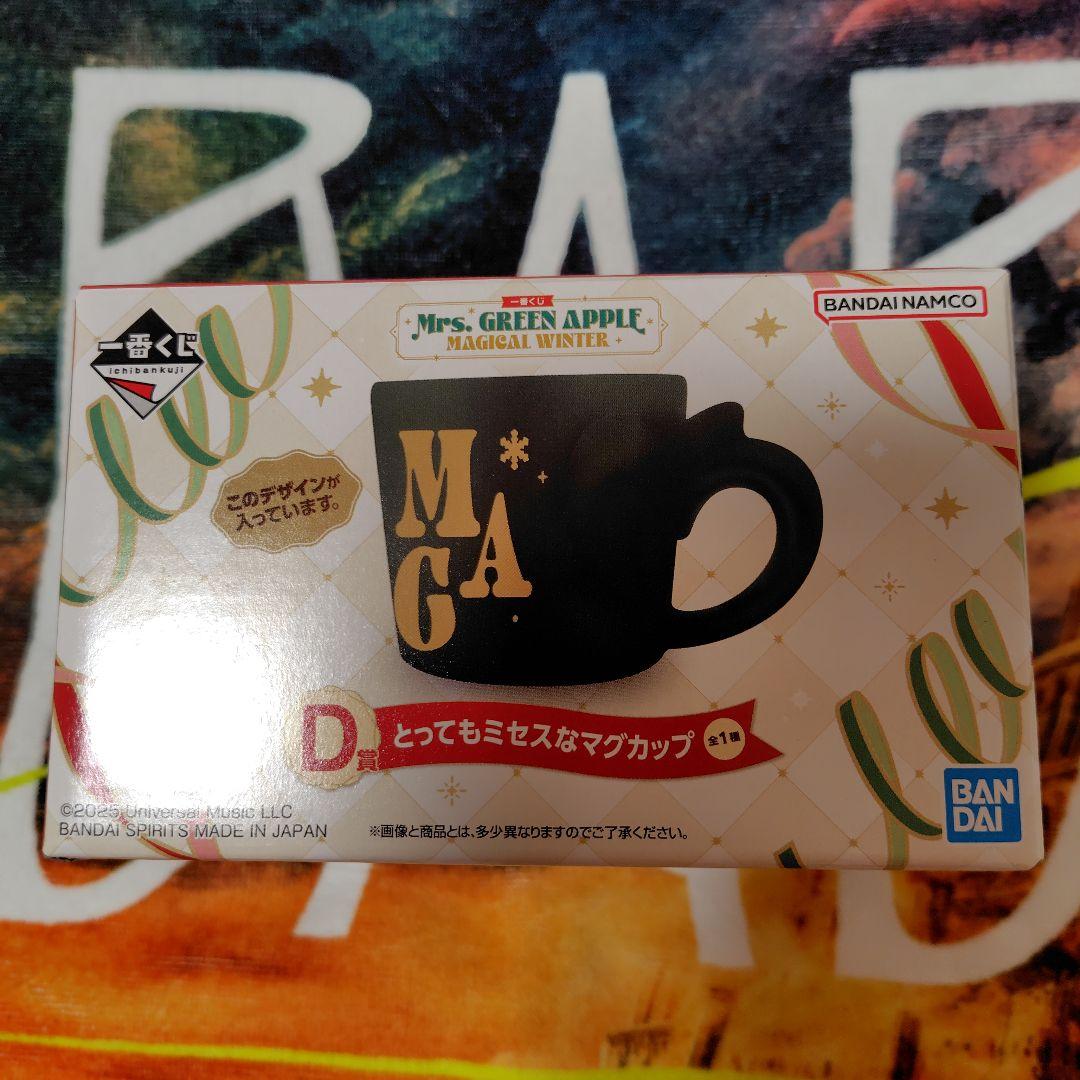 一番くじ
ichibankuji
一番くじ
Mrs. GREEN APPLE
MAGICAL WINTER
BANDAI NAMCO
このデザインが
入っています。
M
G A
D賞 とってもミセスなマグカップ 全1種
©2025 Universal Music LLC
BANDAI SPIRITS MADE IN JAPAN
※画像と商品とは、多少異なりますのでご了承ください。
BAN
DAI